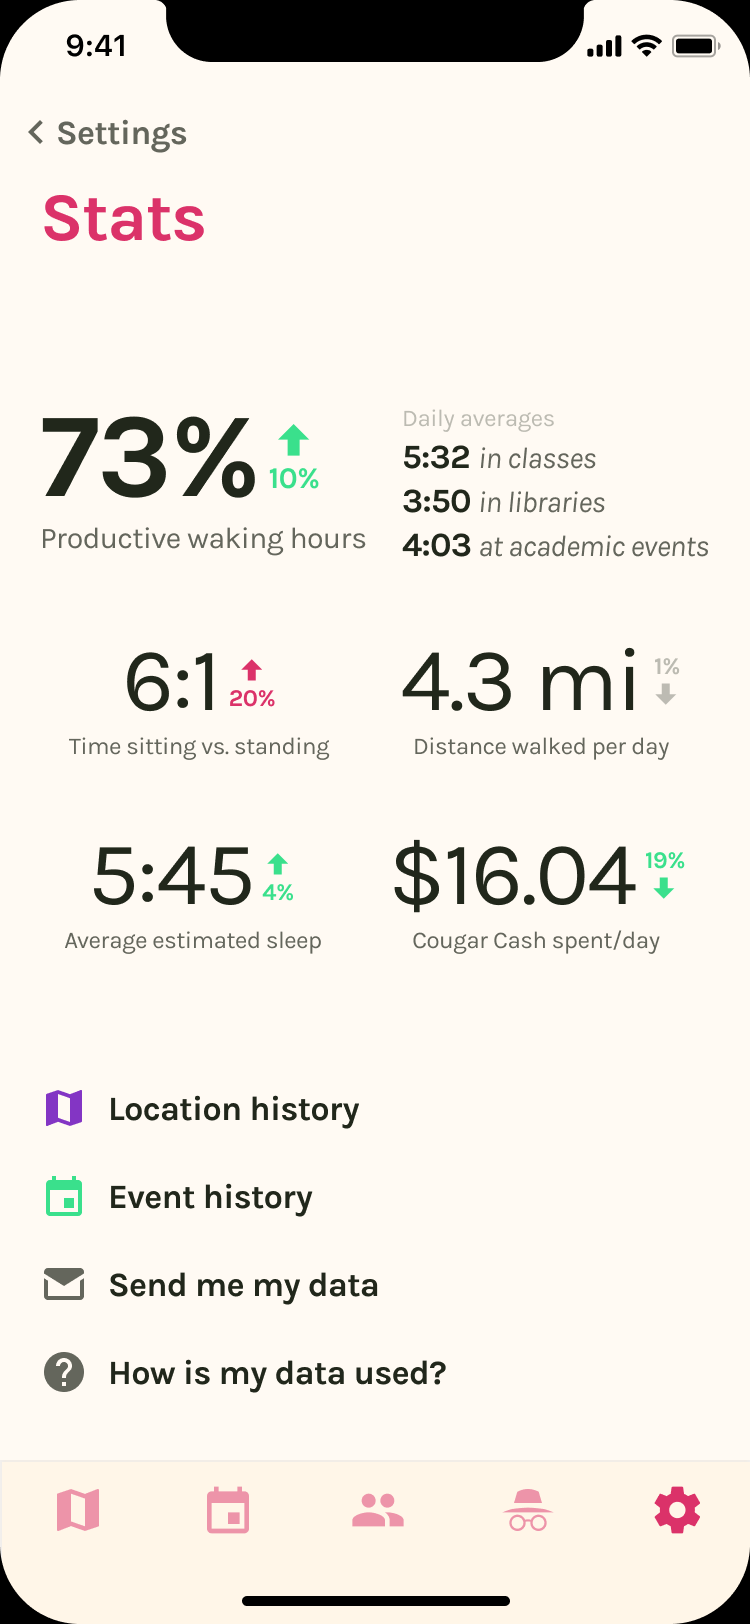 9:41
Settings
Stats
73%
10%
Productive waking hours
Daily averages
5:32 in classes
3:50 in libraries
4:03 at academic events
6:1
20%
Time sitting vs. standing
4.3 mi
1%
Distance walked per day
5:45
4%
Average estimated sleep
$16.04
19%
Cougar Cash spent/day
Location history
Event history
Send me my data
How is my data used?